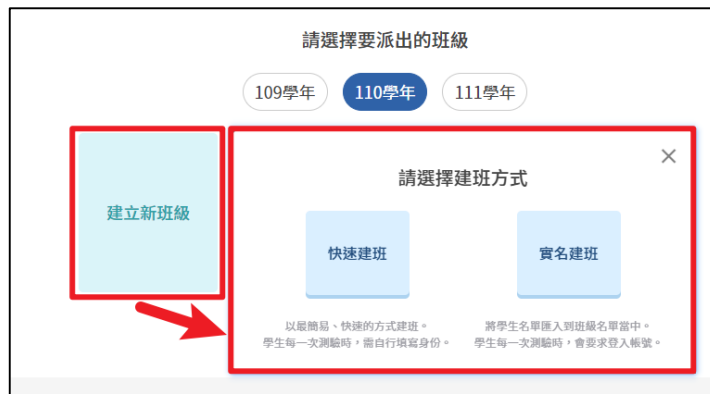 請選擇要派出的班級
109學年
110學年
111學年
建立新班級
請選擇建班方式
快速建班
以最簡易、快速的方式建班。
學生每一次測驗時，需自行填寫身份。
實名建班
將學生名單匯入到班級名單當中。
學生每一次測驗時，會要求登入帳號。